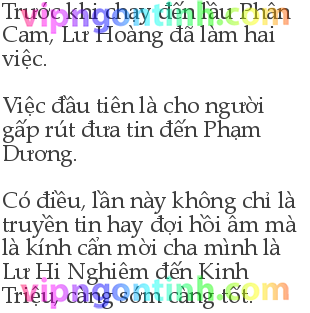 Trước khi chạy đến lầu Phân
Cam, Lư Hoàng đã làm hai
việc.
Việc đầu tiên là cho người
gấp rút đưa tin đến Phạm
Dương.
Có điều, lần này không chỉ là
truyền tin hay đợi hồi âm mà
là kính cẩn mời cha mình là
Lư Hi Nghiêm đến Kinh
Triệu, càng sớm càng tốt.
vipngontinh.com
vipngontinh.com